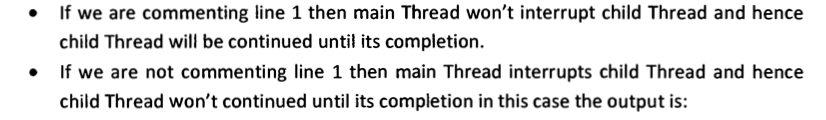 • If we are commenting line 1 then main Thread won't interrupt child Thread and hence
child Thread will be continued until its completion.
• If we are not commenting line 1 then main Thread interrupts child Thread and hence
child Thread won't continued until its completion in this case the output is: